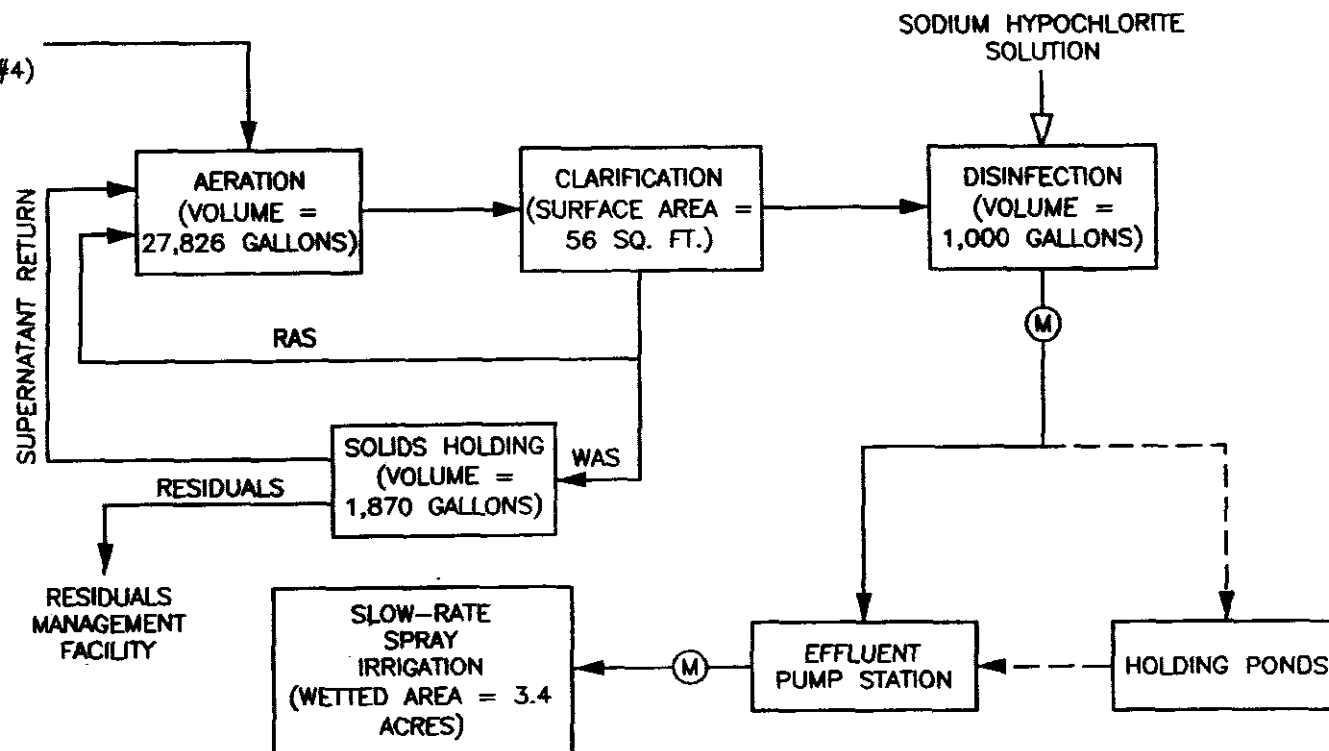 #4)
SODIUM HYPOCHLORITE
SOLUTION
AERATION
(VOLUME =
27,826 GALLONS)
CLARIFICATION
(SURFACE AREA =
56 SQ. FT.)
DISINFECTION
(VOLUME =
1,000 GALLONS)
SUPERNATANT RETURN
M
RAS
SOLIDS HOLDING
(VOLUME =
1,870 GALLONS)
WAS
RESIDUALS
RESIDUALS
MANAGEMENT
FACILITY
SLOW-RATE
SPRAY
IRRIGATION
(WETTED AREA = 3.4
ACRES)
M
EFFLUENT
PUMP STATION
HOLDING PONDS